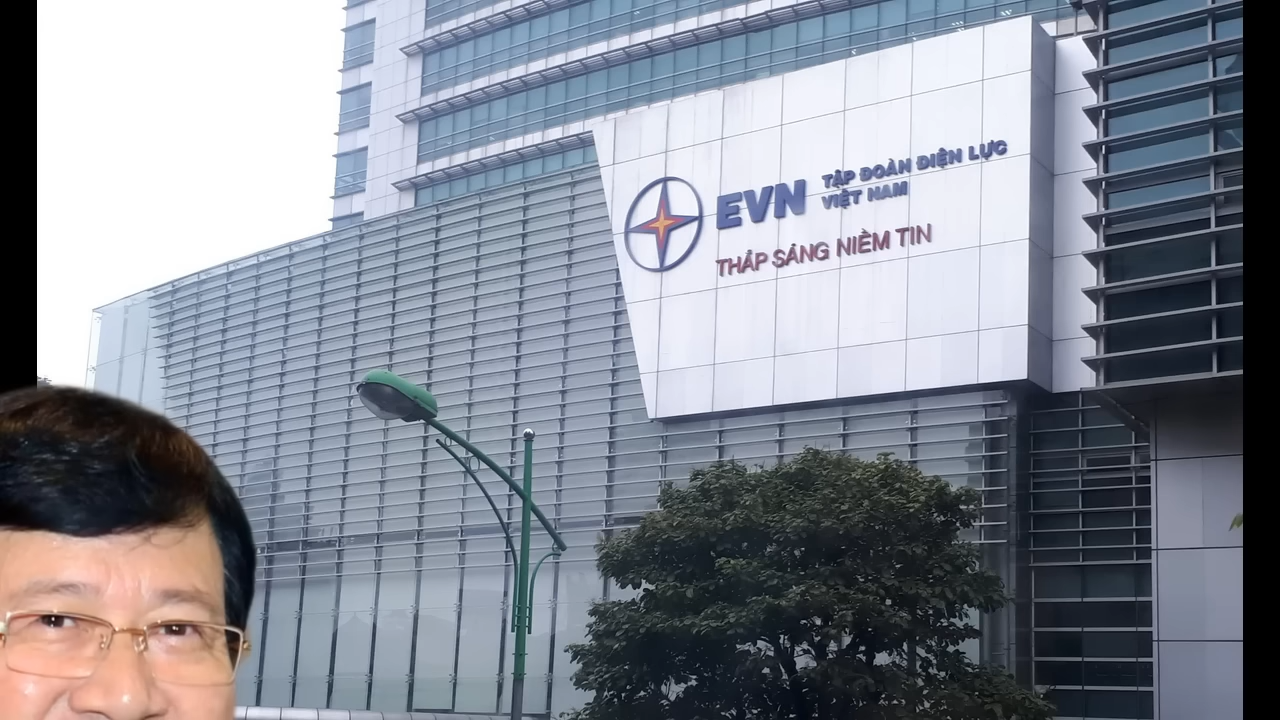 EVN TẬP ĐOÀN ĐIỆN LỰC
VIỆT NAM
THẮP SÁNG NIỀM TIN